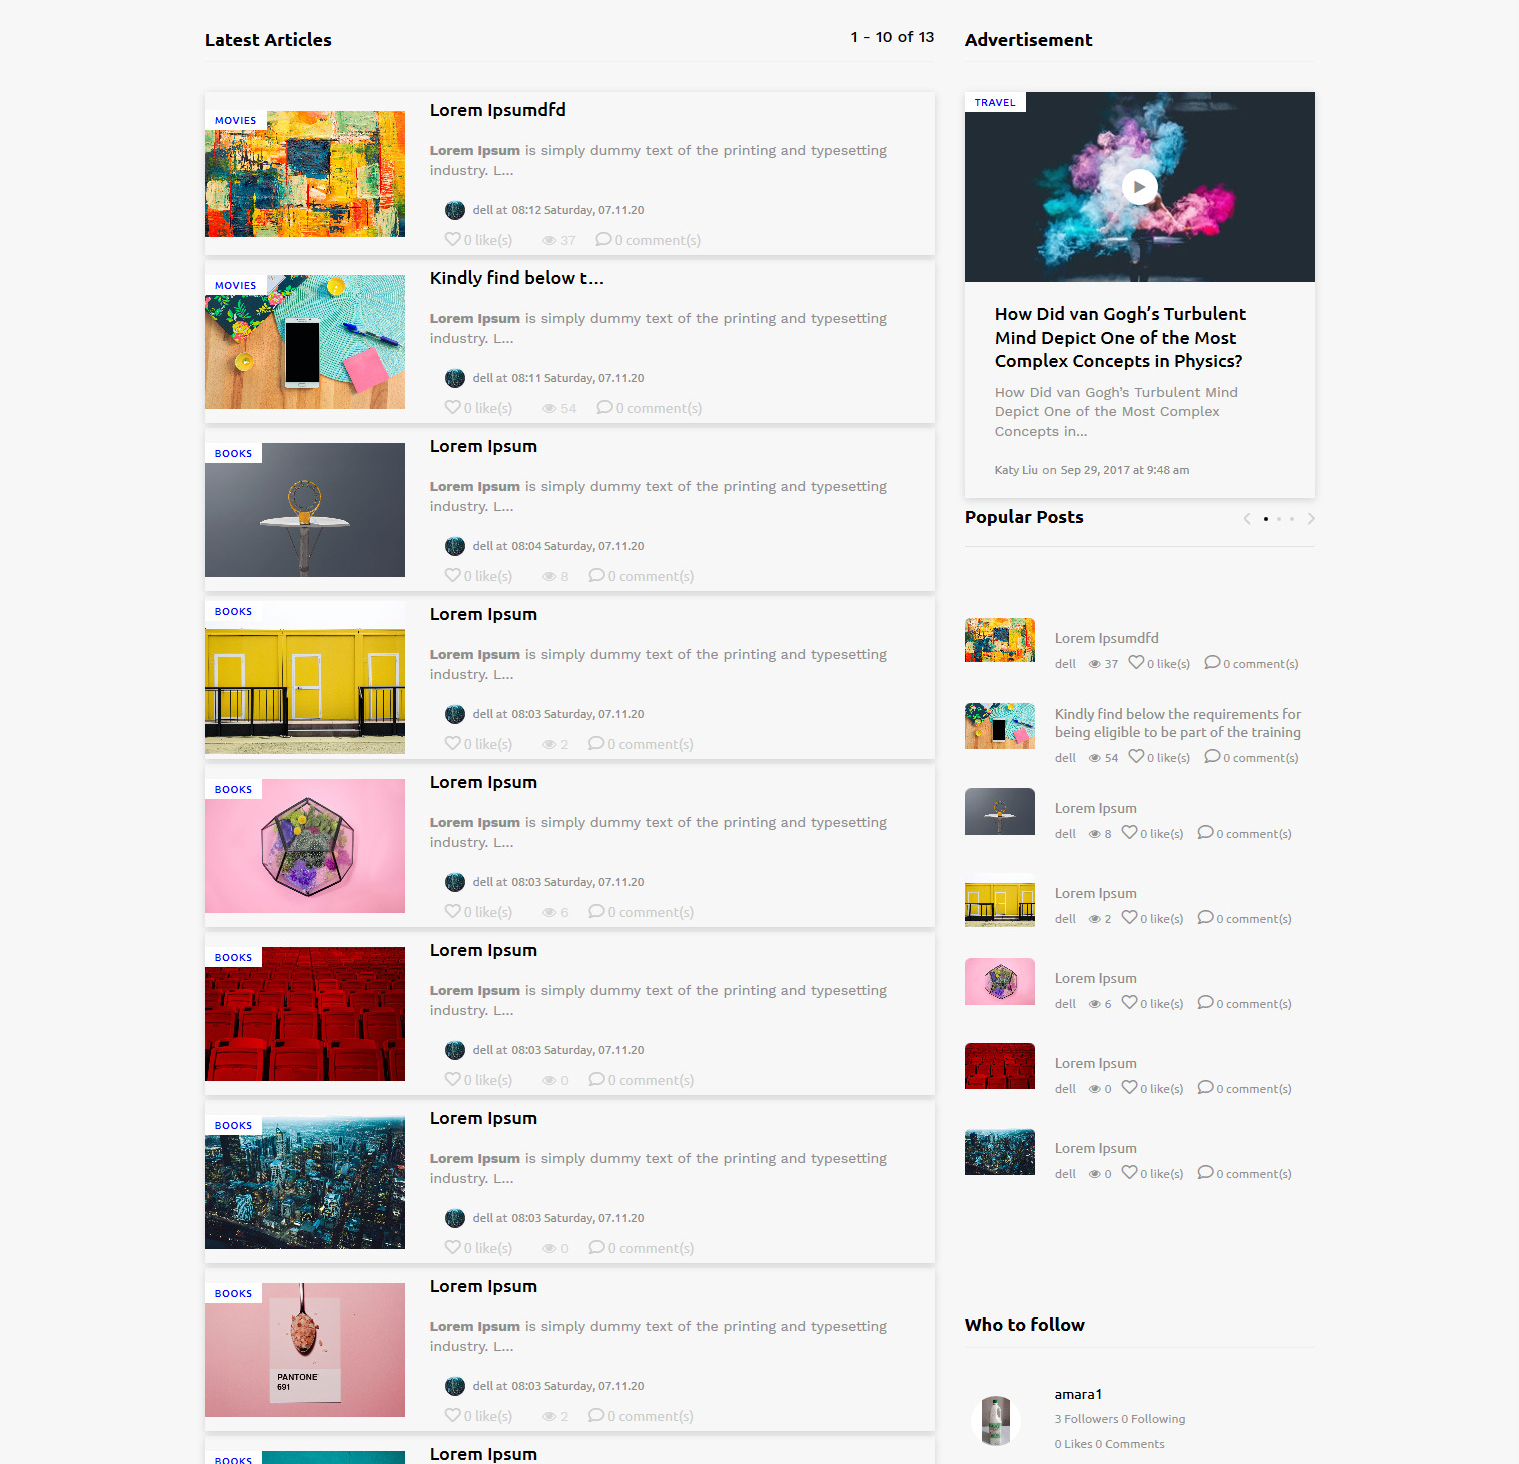 Latest Articles
1 - 10 of 13
MOVIES
Lorem Ipsumdfd
Lorem Ipsum is simply dummy text of the printing and typesetting
industry. L...
dell at 08:12 Saturday, 07.11.20
0 like(s) 37 0 comment(s)
MOVIES
Kindly find below t...
Lorem Ipsum is simply dummy text of the printing and typesetting
industry. L...
dell at 08:11 Saturday, 07.11.20
0 like(s) 54 0 comment(s)
BOOKS
Lorem Ipsum
Lorem Ipsum is simply dummy text of the printing and typesetting
industry. L...
dell at 08:04 Saturday, 07.11.20
0 like(s) 8 0 comment(s)
BOOKS
Lorem Ipsum
Lorem Ipsum is simply dummy text of the printing and typesetting
industry. L...
dell at 08:03 Saturday, 07.11.20
0 like(s) 2 0 comment(s)
BOOKS
Lorem Ipsum
Lorem Ipsum is simply dummy text of the printing and typesetting
industry. L...
dell at 08:03 Saturday, 07.11.20
0 like(s) 6 0 comment(s)
BOOKS
Lorem Ipsum
Lorem Ipsum is simply dummy text of the printing and typesetting
industry. L...
dell at 08:03 Saturday, 07.11.20
0 like(s) 0 0 comment(s)
BOOKS
Lorem Ipsum
Lorem Ipsum is simply dummy text of the printing and typesetting
industry. L...
dell at 08:03 Saturday, 07.11.20
0 like(s) 0 0 comment(s)
BOOKS
PANTONE
691
Lorem Ipsum
Lorem Ipsum is simply dummy text of the printing and typesetting
industry. L...
dell at 08:03 Saturday, 07.11.20
0 like(s) 2 0 comment(s)
BOOKS
Lorem Ipsum
Advertisement
TRAVEL
How Did van Gogh’s Turbulent
Mind Depict One of the Most
Complex Concepts in Physics?
How Did van Gogh’s Turbulent Mind
Depict One of the Most Complex
Concepts in...
Katy Liu on Sep 29, 2017 at 9:48 am
Popular Posts
Lorem Ipsumdfd
dell 37 0 like(s) 0 comment(s)
Kindly find below the requirements for
being eligible to be part of the training
dell 54 0 like(s) 0 comment(s)
Lorem Ipsum
dell 8 0 like(s) 0 comment(s)
Lorem Ipsum
dell 2 0 like(s) 0 comment(s)
Lorem Ipsum
dell 6 0 like(s) 0 comment(s)
Lorem Ipsum
dell 0 0 like(s) 0 comment(s)
Lorem Ipsum
dell 0 0 like(s) 0 comment(s)
Who to follow
amara1
3 Followers 0 Following
0 Likes 0 Comments